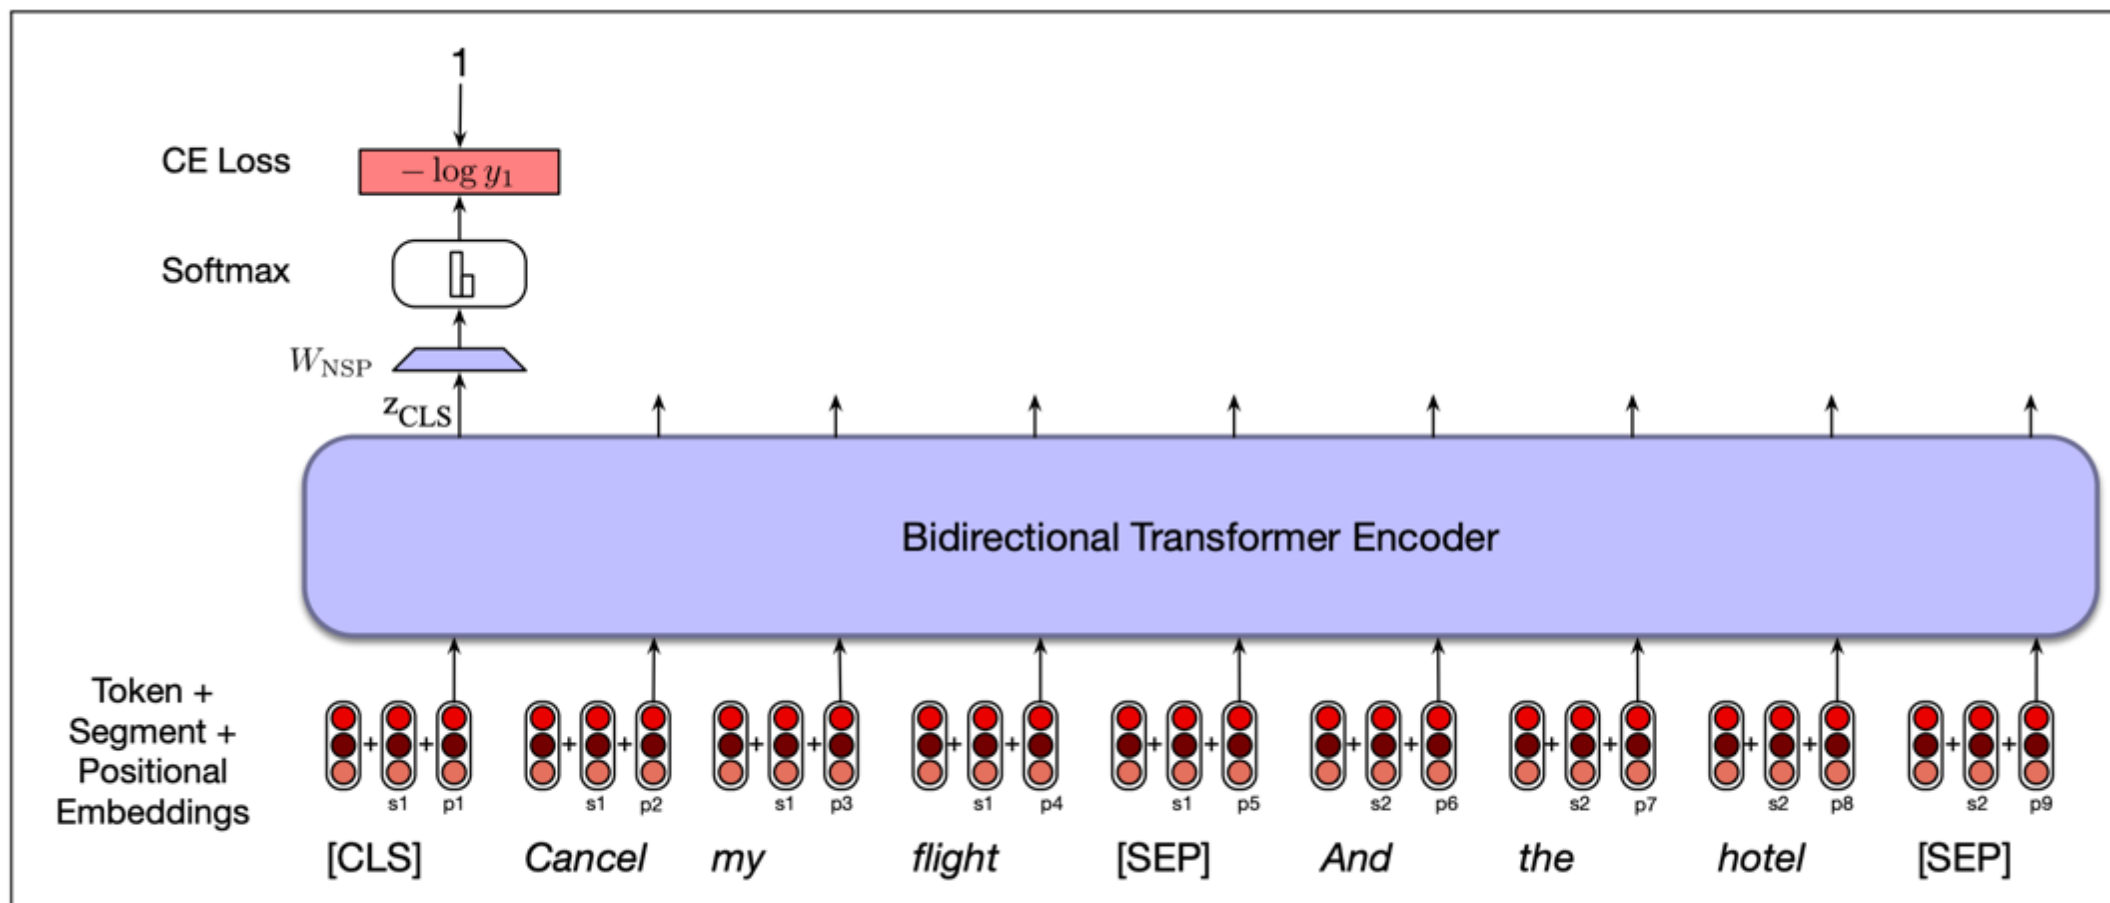 1
CE Loss
− log y₁
Softmax
W_NSP
z_CLS
Bidirectional Transformer Encoder
Token +
Segment +
Positional
Embeddings
+ + + + + + + + + + + + + + + + + +
s1 p1 s1 p2 s1 p3 s1 p4 s1 p5 s2 p6 s2 p7 s2 p8 s2 p9
[CLS] Cancel my flight [SEP] And the hotel [SEP]